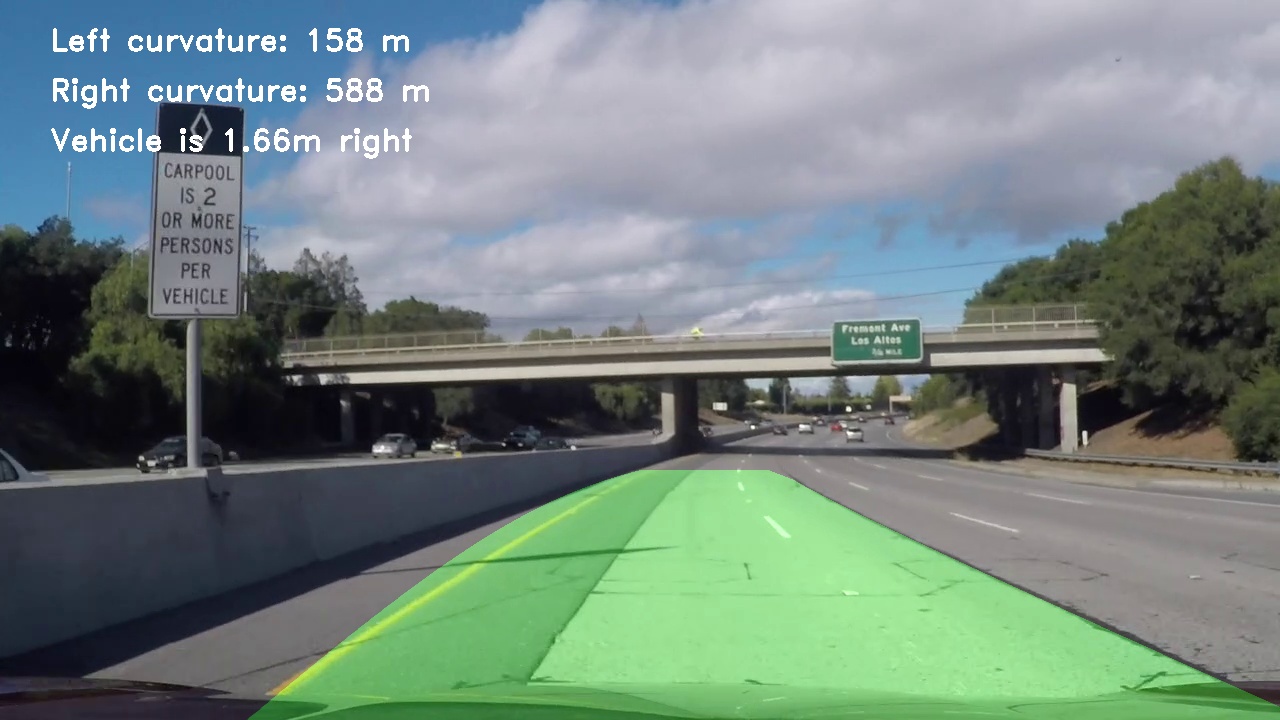 Left curvature: 158 m
Right curvature: 588 m
Vehicle is 1.66m right
CARPOOL
IS 2
OR MORE
PERSONS
PER
VEHICLE
Fremont Ave
Los Altos
MILE